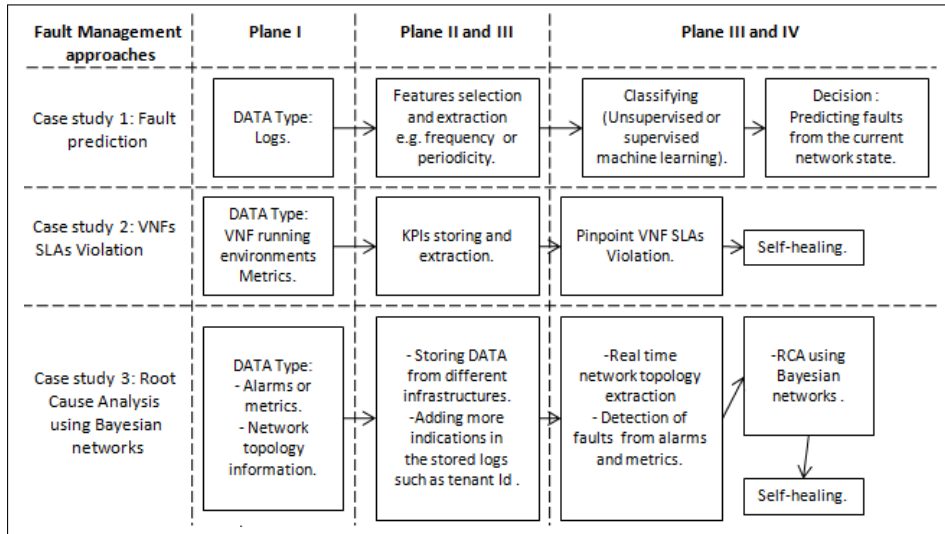 Fault Management
approaches
Plane I
Plane II and III
Plane III and IV
Case study 1: Fault
prediction
DATA Type:
Logs.
Features selection
and extraction
e.g. frequency or
periodicity.
Classifying
(Unsupervised or
supervised
machine learning).
Decision :
Predicting faults
from the current
network state.
Case study 2: VNFs
SLAs Violation
DATA Type:
VNF running
environments
Metrics.
KPIs storing and
extraction.
Pinpoint VNF SLAs
Violation.
Self-healing.
Case study 3: Root
Cause Analysis
using Bayesian
networks
DATA Type:
- Alarms or
metrics.
- Network
topology
information.
- Storing DATA
from different
infrastructures.
- Adding more
indications in
the stored logs
such as tenant Id .
- Real time
network topology
extraction
- Detection of
faults from alarms
and metrics.
- RCA using
Bayesian
networks .
Self-healing.